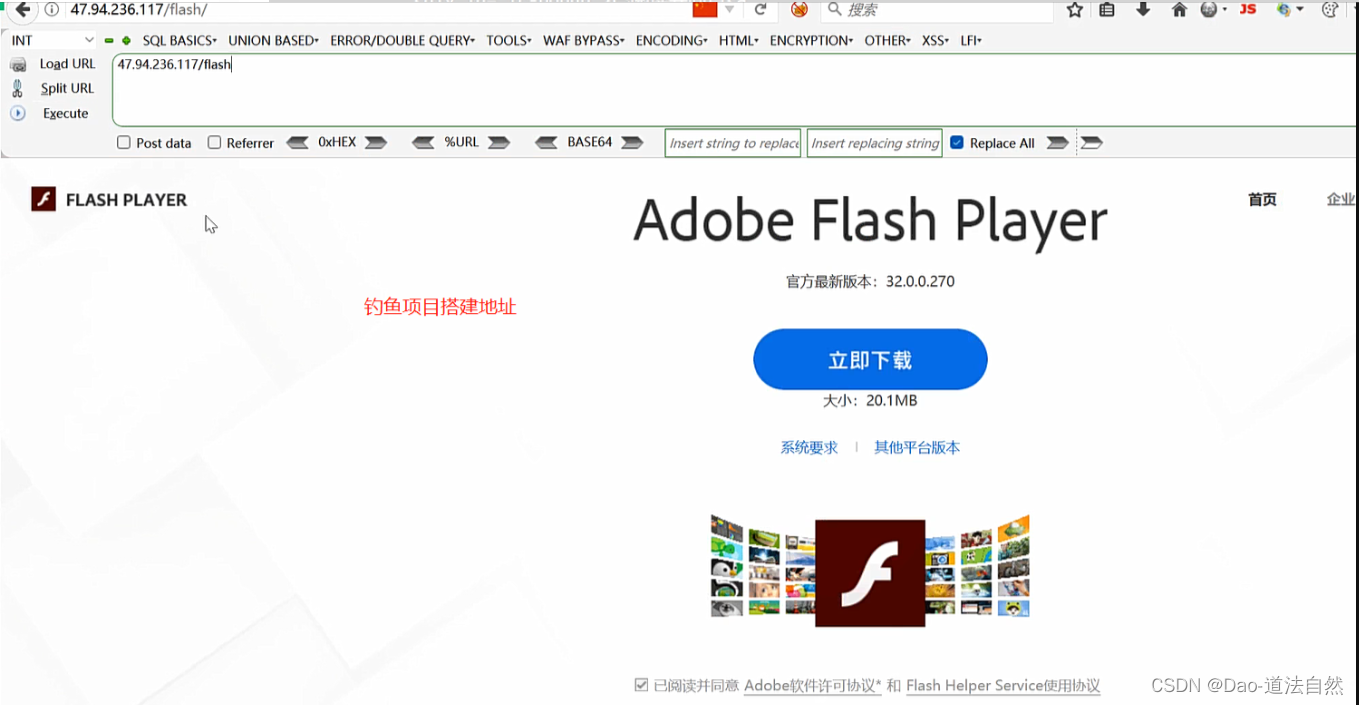 47.94.236.117/flash/
搜索
JS
INT
SQL BASICS
UNION BASED
ERROR/DOUBLE QUERY
TOOLS
WAF BYPASS
ENCODING
HTML
ENCRYPTION
OTHER
XSS
LFI
Load URL
47.94.236.117/flash
Split URL
Execute
Post data
Referrer
0xHEX
%URL
BASE64
Insert string to replace
Insert replacing string
Replace All
FLASH PLAYER
Adobe Flash Player
首页
企业
官方最新版本：32.0.0.270
钓鱼项目搭建地址
立即下载
大小：20.1MB
系统要求 | 其他平台版本
已阅读并同意 Adobe软件许可协议* 和 Flash Helper Service使用协议
CSDN @Dao-道法自然